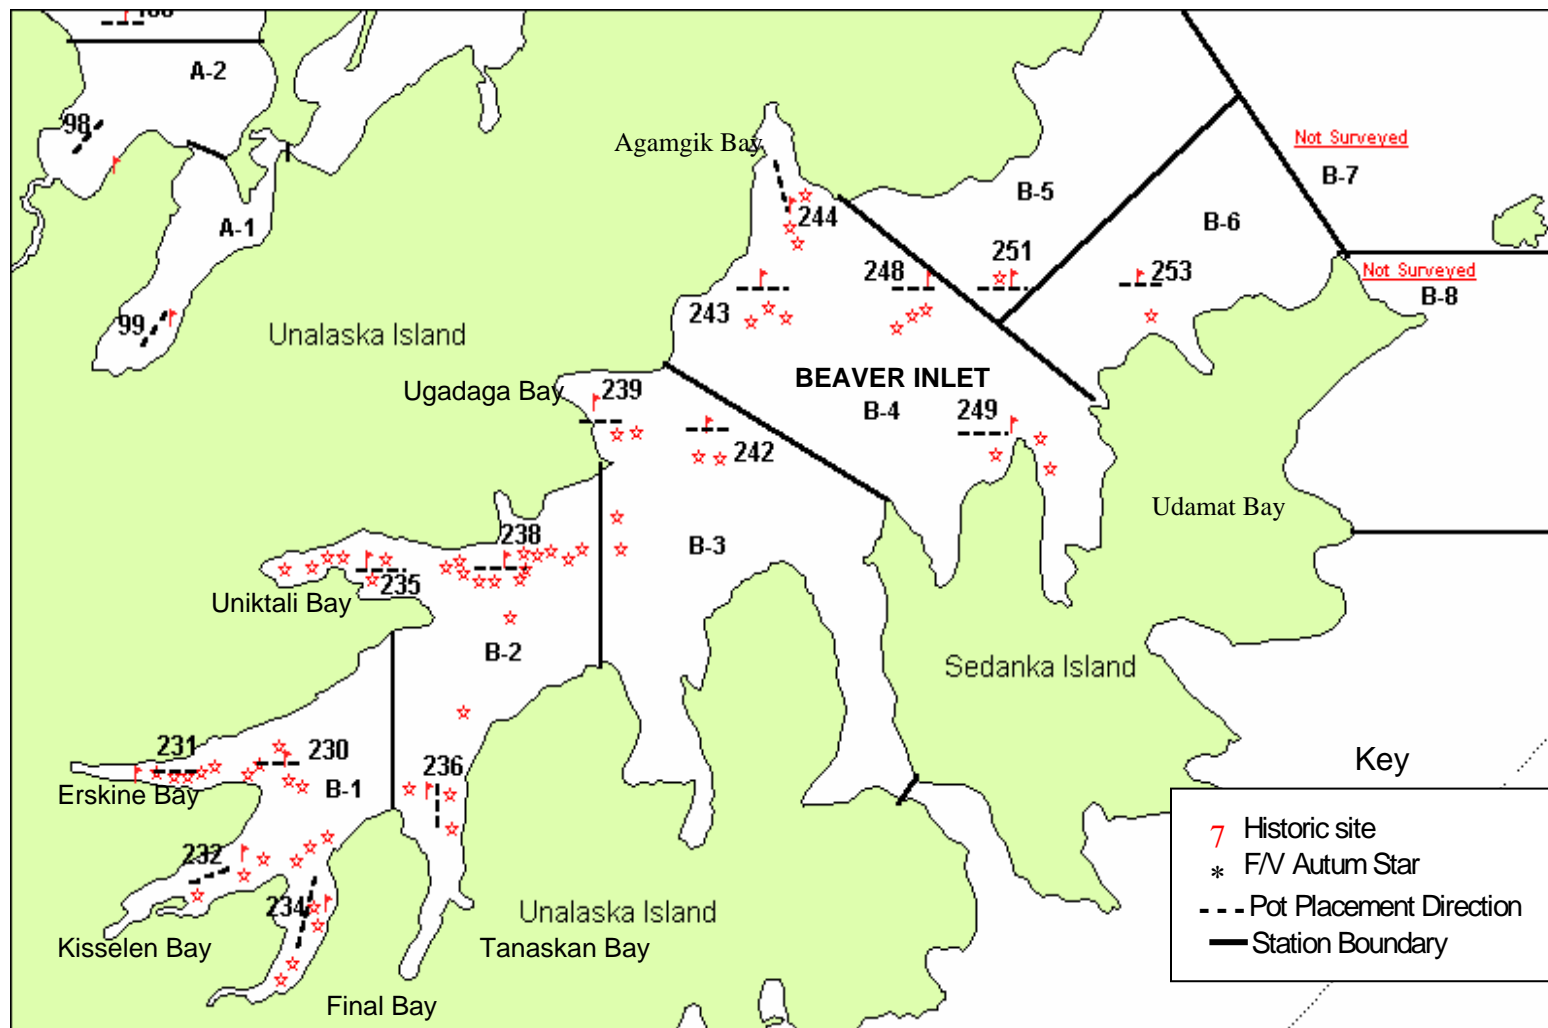 A-2
98
Agamgik Bay
Not Surveyed
B-7
B-5
244
A-1
B-6
251
248
253
Not Surveyed
B-8
243
99
Unalaska Island
BEAVER INLET
Ugadaga Bay
239
B-4
249
242
Udamat Bay
238
B-3
235
Uniktali Bay
B-2
Sedanka Island
231
230
236
Key
Erskine Bay
B-1
7 Historic site
232
* F/V Autum Star
234
Unalaska Island
Pot Placement Direction
Kisselen Bay
Tanaskan Bay
Station Boundary
Final Bay